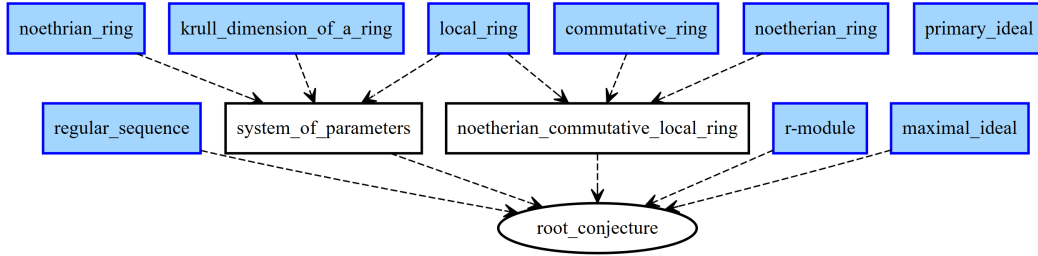 noethrian_ring
krull_dimension_of_a_ring
local_ring
commutative_ring
noetherian_ring
primary_ideal
regular_sequence
system_of_parameters
noetherian_commutative_local_ring
r-module
maximal_ideal
root_conjecture